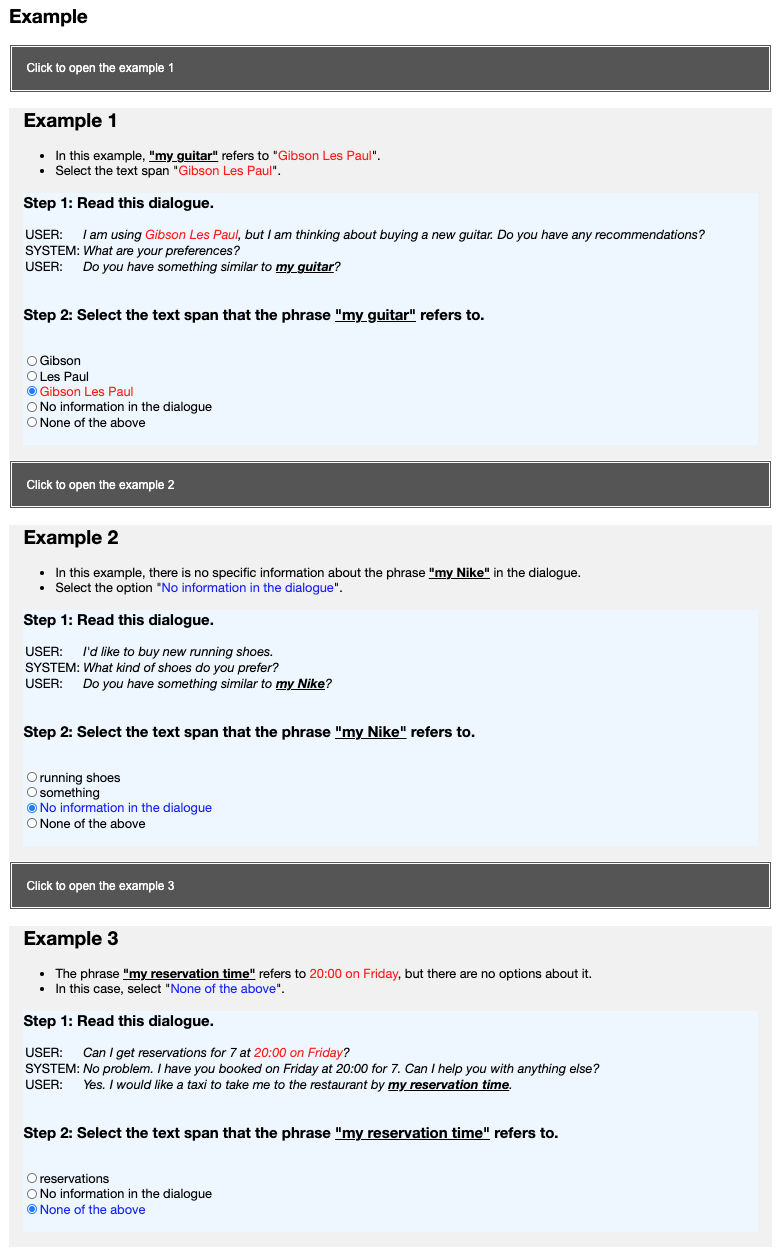 Example
Click to open the example 1
Example 1
• In this example, "my guitar" refers to "Gibson Les Paul".
• Select the text span "Gibson Les Paul".
Step 1: Read this dialogue.
USER: I am using Gibson Les Paul, but I am thinking about buying a new guitar. Do you have any recommendations?
SYSTEM: What are your preferences?
USER: Do you have something similar to my guitar?
Step 2: Select the text span that the phrase "my guitar" refers to.
Gibson
Les Paul
Gibson Les Paul
No information in the dialogue
None of the above
Click to open the example 2
Example 2
• In this example, there is no specific information about the phrase "my Nike" in the dialogue.
• Select the option "No information in the dialogue".
Step 1: Read this dialogue.
USER: I'd like to buy new running shoes.
SYSTEM: What kind of shoes do you prefer?
USER: Do you have something similar to my Nike?
Step 2: Select the text span that the phrase "my Nike" refers to.
running shoes
something
No information in the dialogue
None of the above
Click to open the example 3
Example 3
• The phrase "my reservation time" refers to 20:00 on Friday, but there are no options about it.
• In this case, select "None of the above".
Step 1: Read this dialogue.
USER: Can I get reservations for 7 at 20:00 on Friday?
SYSTEM: No problem. I have you booked on Friday at 20:00 for 7. Can I help you with anything else?
USER: Yes. I would like a taxi to take me to the restaurant by my reservation time.
Step 2: Select the text span that the phrase "my reservation time" refers to.
reservations
No information in the dialogue
None of the above